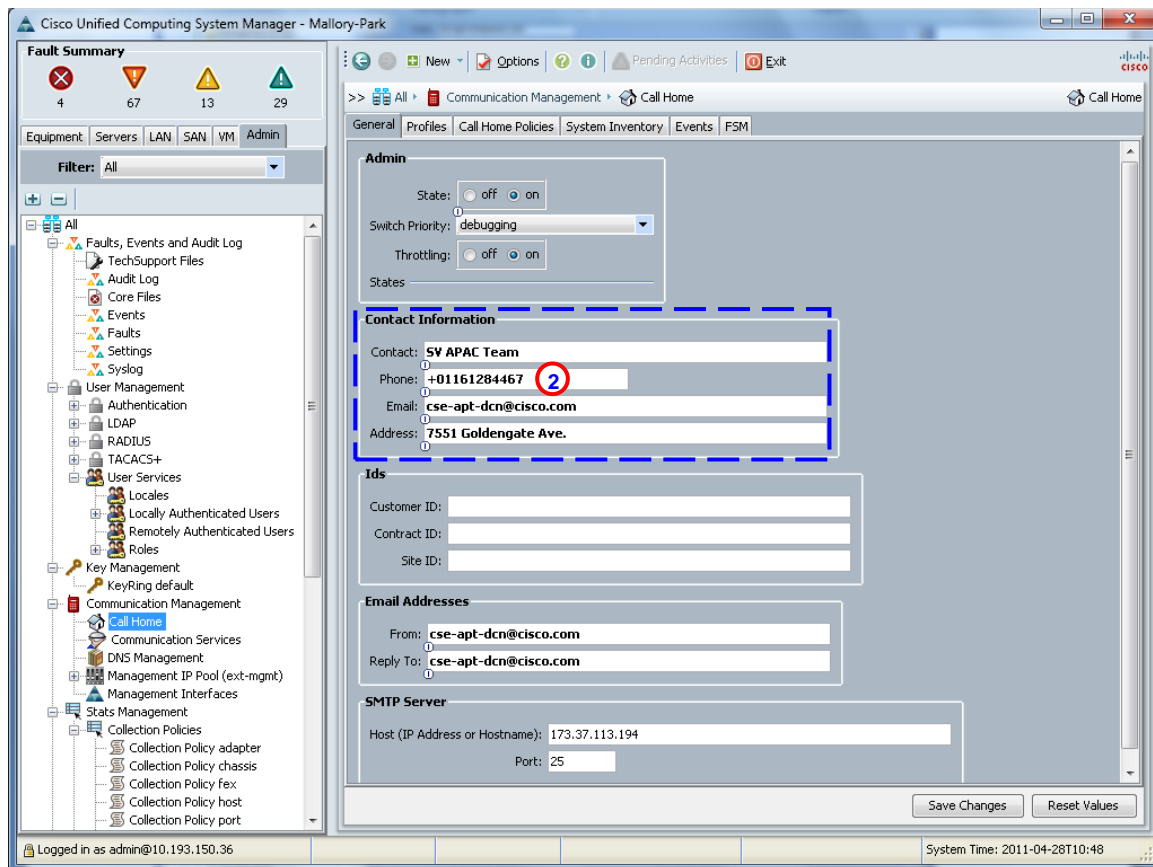 Cisco Unified Computing System Manager - Mallory-Park
Fault Summary
4 67 13 29
Equipment Servers LAN SAN VM Admin
Filter: All
All
Faults, Events and Audit Log
TechSupport Files
Audit Log
Core Files
Events
Faults
Settings
Syslog
User Management
Authentication
LDAP
RADIUS
TACACS+
User Services
Locales
Locally Authenticated Users
Remotely Authenticated Users
Roles
Key Management
KeyRing default
Communication Management
Call Home
Communication Services
DNS Management
Management IP Pool (ext-mgmt)
Management Interfaces
Stats Management
Collection Policies
Collection Policy adapter
Collection Policy chassis
Collection Policy fex
Collection Policy host
Collection Policy port
New Options Pending Activities Exit
CISCO
>> All Communication Management Call Home
Call Home
General Profiles Call Home Policies System Inventory Events FSM
Admin
State: off on
Switch Priority: debugging
Throttling: off on
States
Contact Information
Contact: SV APAC Team
Phone: +01161284467 2
Email: cse-apt-dcn@cisco.com
Address: 7551 Goldengate Ave.
Ids
Customer ID:
Contract ID:
Site ID:
Email Addresses
From: cse-apt-dcn@cisco.com
Reply To: cse-apt-dcn@cisco.com
SMTP Server
Host (IP Address or Hostname): 173.37.113.194
Port: 25
Save Changes Reset Values
Logged in as admin@10.193.150.36
System Time: 2011-04-28T10:48